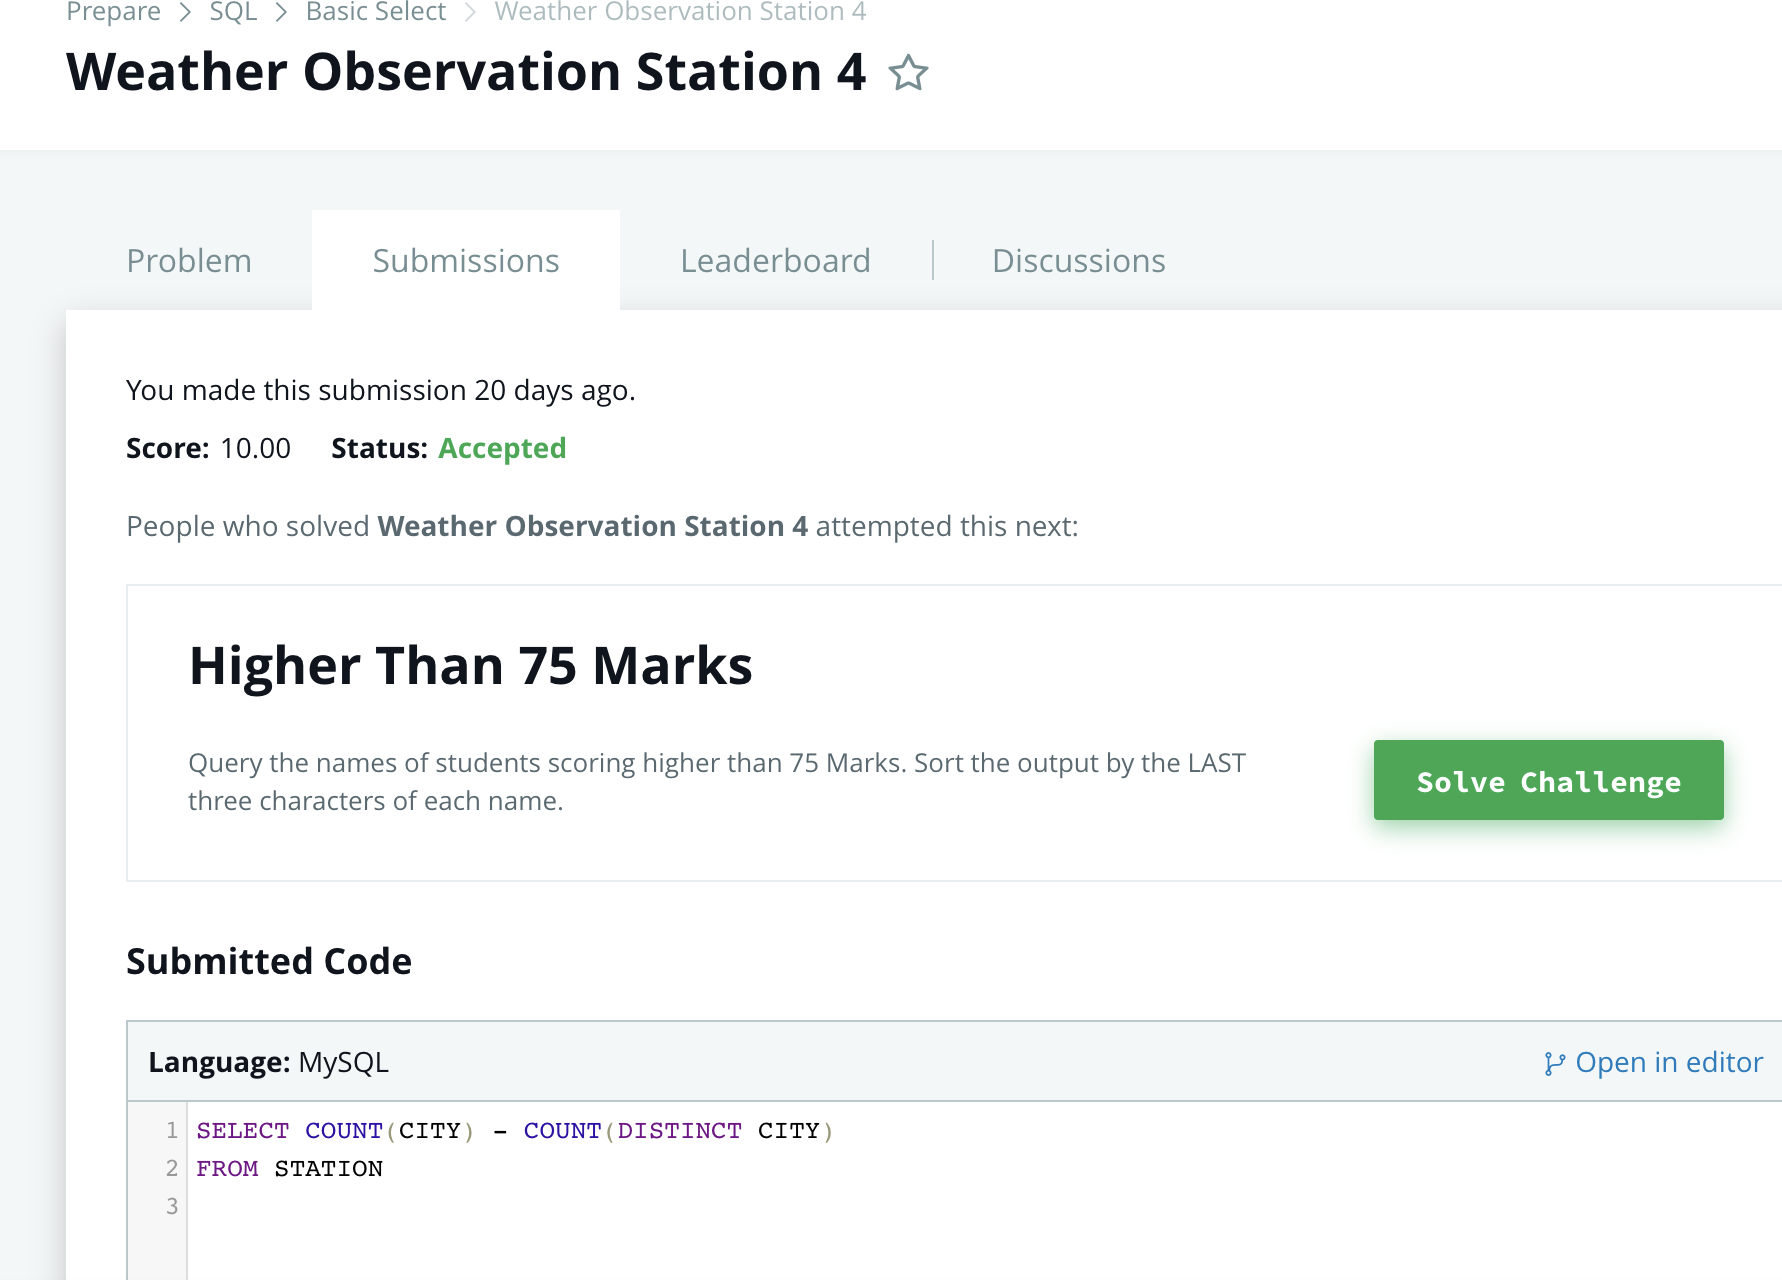 Prepare > SQL > Basic Select > Weather Observation Station 4
Weather Observation Station 4
Problem Submissions Leaderboard Discussions
You made this submission 20 days ago.
Score: 10.00 Status: Accepted
People who solved Weather Observation Station 4 attempted this next:
Higher Than 75 Marks
Query the names of students scoring higher than 75 Marks. Sort the output by the LAST
three characters of each name.
Solve Challenge
Submitted Code
Language: MySQL Open in editor
1 SELECT COUNT(CITY) - COUNT(DISTINCT CITY)
2 FROM STATION
3